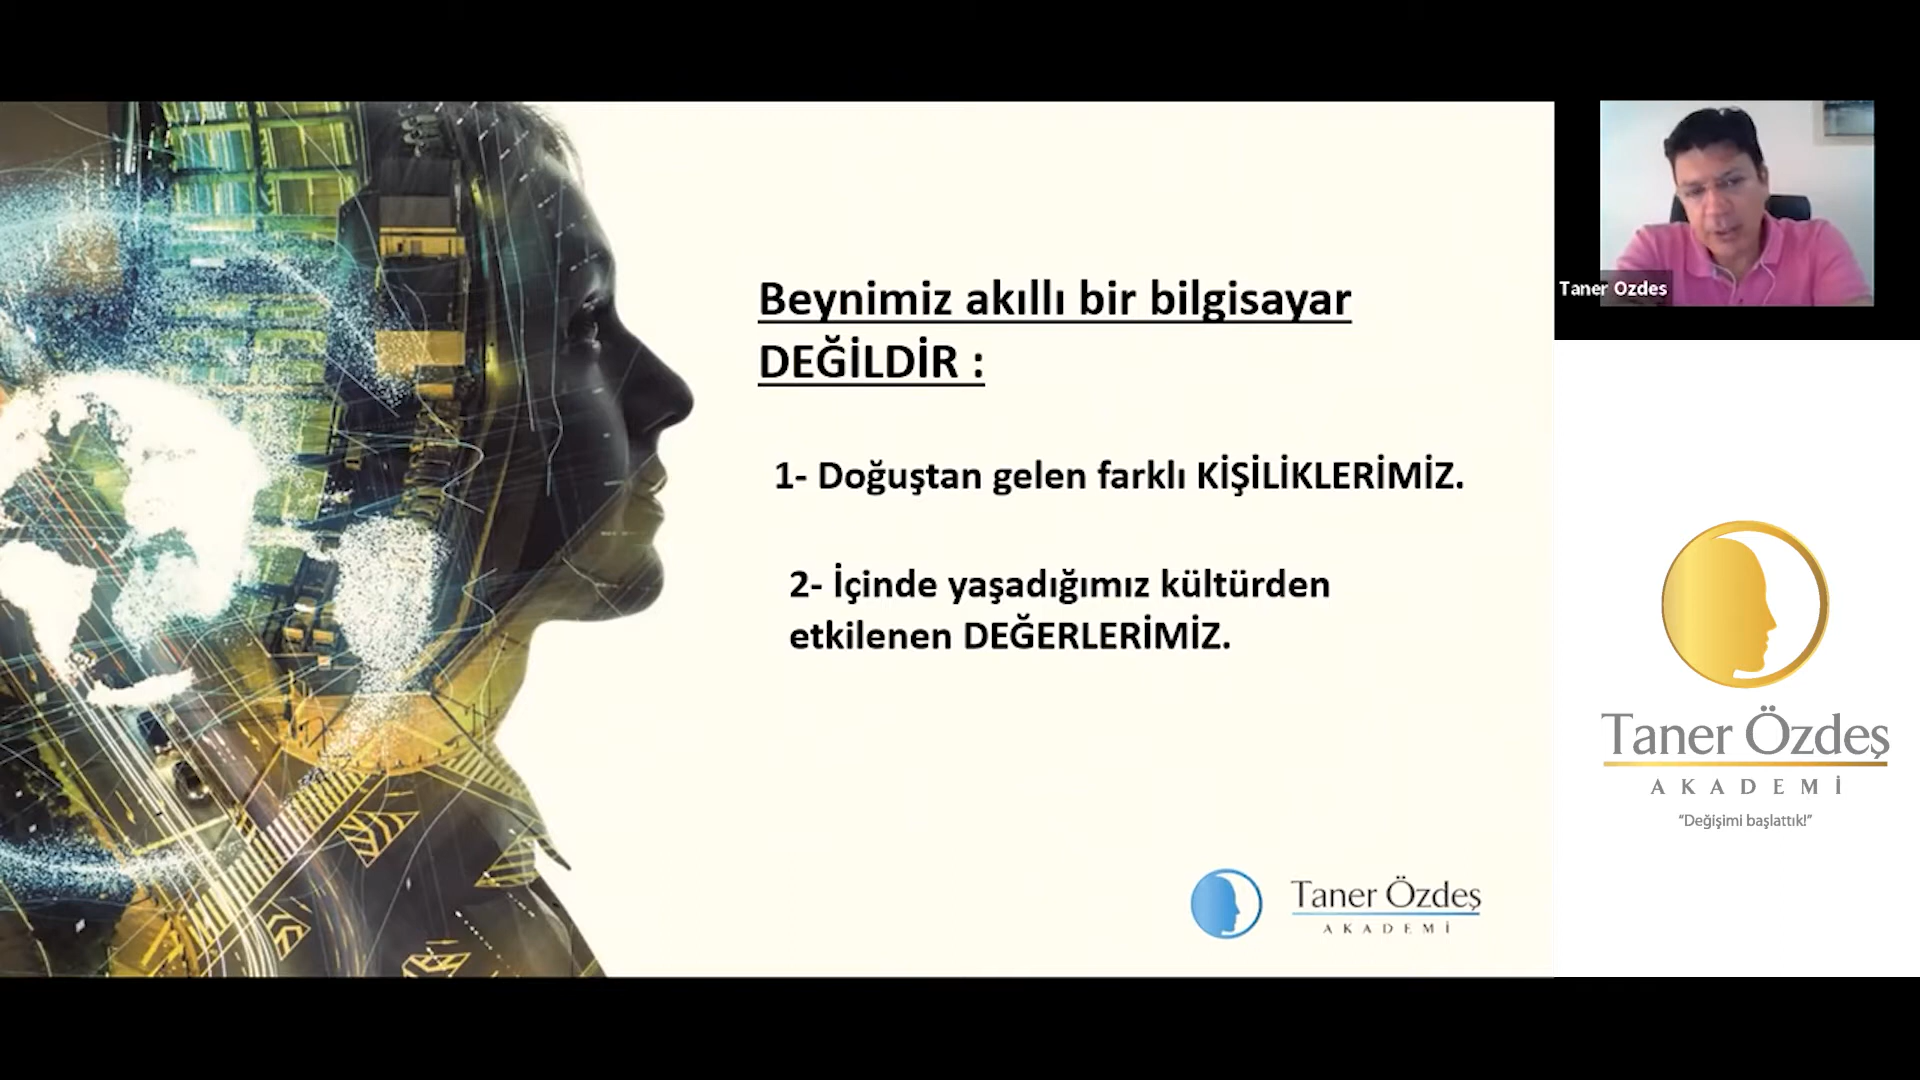 Beynimiz akıllı bir bilgisayar
DEĞİLDİR :
1- Doğuştan gelen farklı KİŞİLİKLERİMİZ.
2- İçinde yaşadığımız kültürden
etkilenen DEĞERLERİMİZ.
Taner Özdeş
AKADEMİ
Taner Ozdes
Taner Özdeş
AKADEMİ
“Değişimi başlattık!”